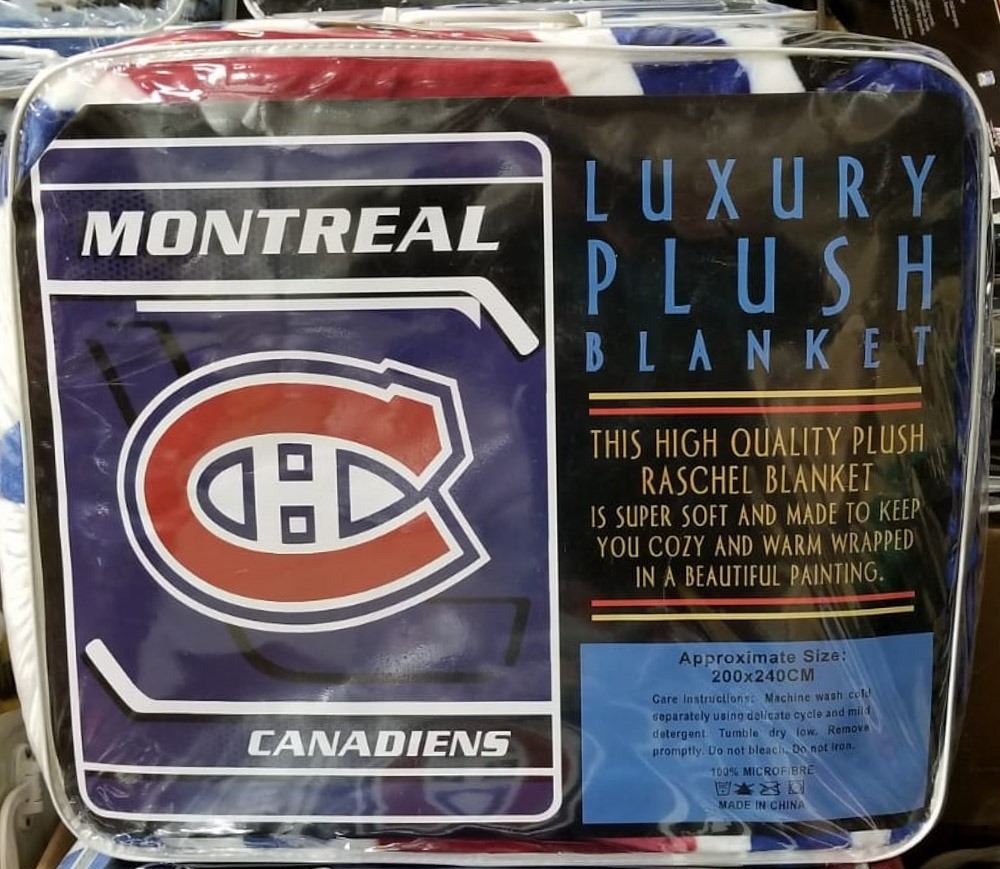 MONTREAL
CANADIENS
LUXURY
PLUSH
BLANKET
THIS HIGH QUALITY PLUSH
RASCHEL BLANKET
IS SUPER SOFT AND MADE TO KEEP
YOU COZY AND WARM WRAPPED
IN A BEAUTIFUL PAINTING.
Approximate Size:
200x240CM
Care Instructions: Machine wash cold
separately using delicate cycle and mild
detergent. Tumble dry low. Remove
promptly. Do not bleach. Do not Iron.
100% MICROFIBRE
MADE IN CHINA